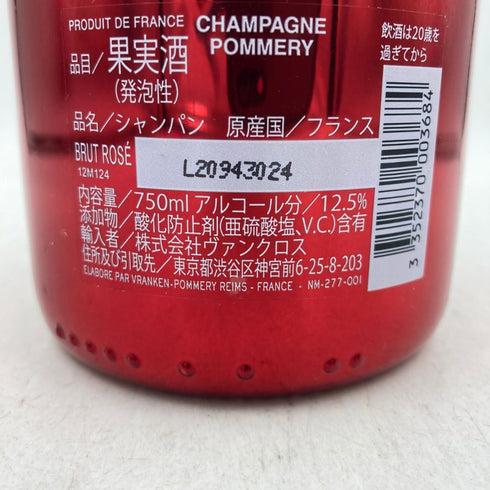 PRODUIT DE FRANCE
CHAMPAGNE
POMMERY
品目/果実酒
(発泡性)
品名/シャンパン 原産国/フランス
BRUT ROSÉ
12M124
L20943024
内容量/750ml アルコール分/12.5%
添加物/酸化防止剤(亜硫酸塩、V.C.)含有
輸入者/株式会社ヴァンクロス
住所及び引取先/東京都渋谷区神宮前6-25-8-203
ELABORE PAR VRANKEN-POMMERY REIMS - FRANCE - NM-277-001
飲酒は20歳を
過ぎてから
3 352370 003684